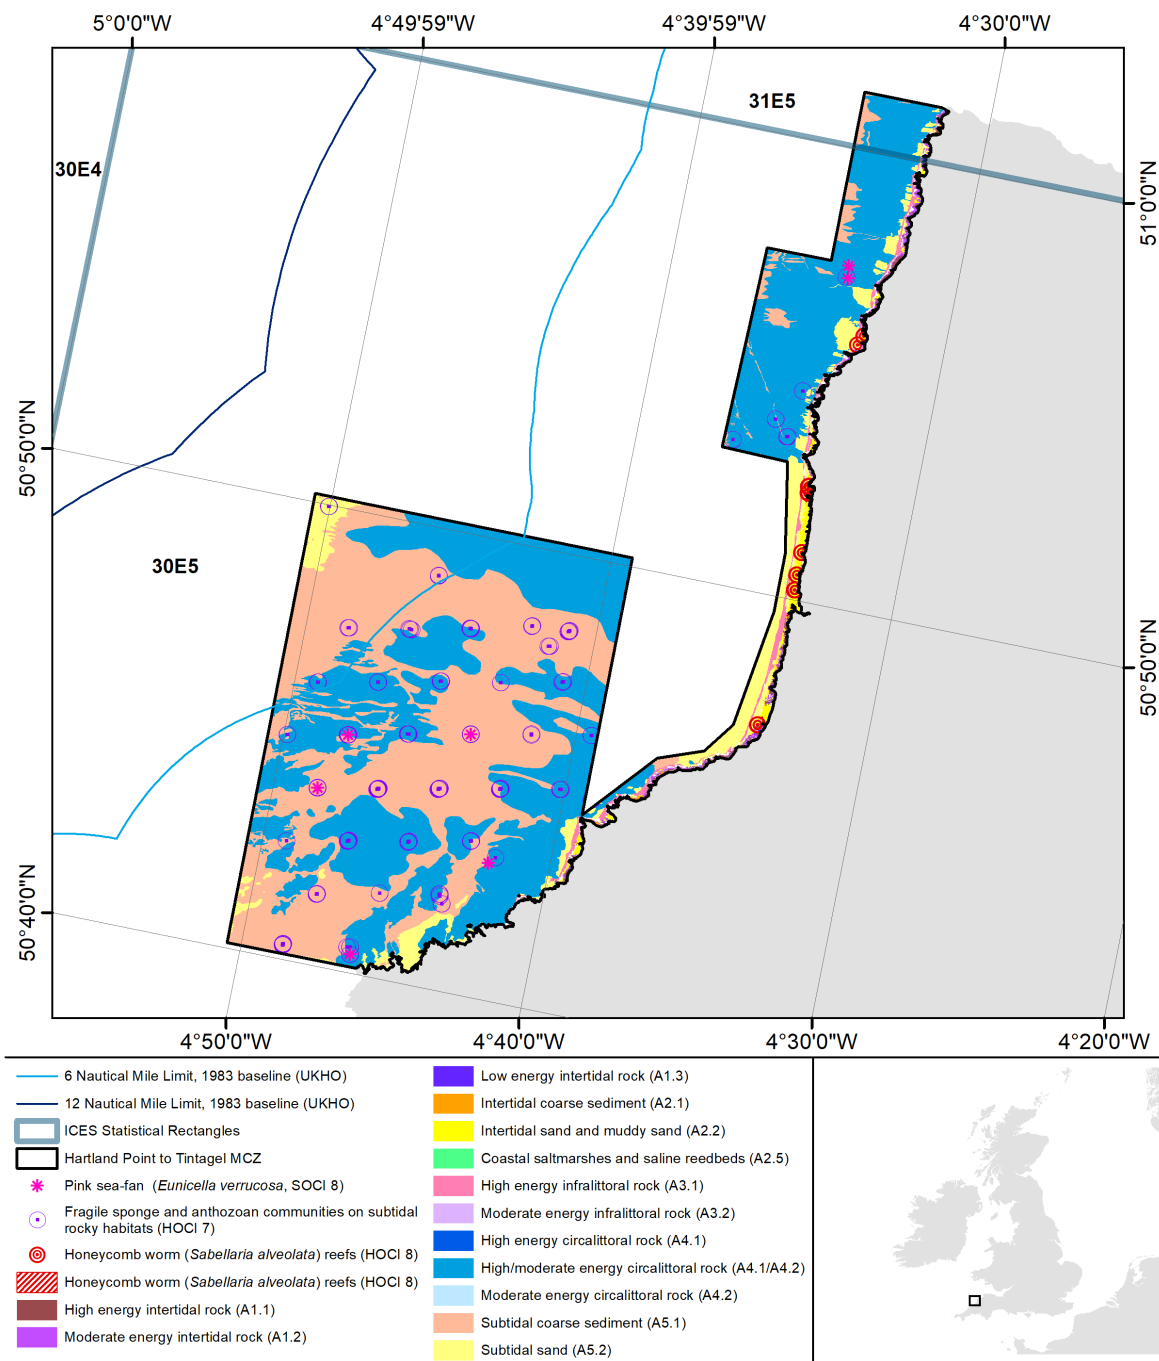 5°0'0"W
4°49'59"W
4°39'59"W
4°30'0"W
31E5
30E4
51°0'0"N
50°50'0"N
30E5
50°50'0"N
50°40'0"N
4°50'0"W
4°40'0"W
4°30'0"W
4°20'0"W
6 Nautical Mile Limit, 1983 baseline (UKHO)
12 Nautical Mile Limit, 1983 baseline (UKHO)
ICES Statistical Rectangles
Hartland Point to Tintagel MCZ
Pink sea-fan (Eunicella verrucosa, SOCI 8)
Fragile sponge and anthozoan communities on subtidal
rocky habitats (HOCI 7)
Honeycomb worm (Sabellaria alveolata) reefs (HOCI 8)
Honeycomb worm (Sabellaria alveolata) reefs (HOCI 8)
High energy intertidal rock (A1.1)
Moderate energy intertidal rock (A1.2)
Low energy intertidal rock (A1.3)
Intertidal coarse sediment (A2.1)
Intertidal sand and muddy sand (A2.2)
Coastal saltmarshes and saline reedbeds (A2.5)
High energy infralittoral rock (A3.1)
Moderate energy infralittoral rock (A3.2)
High energy circalittoral rock (A4.1)
High/moderate energy circalittoral rock (A4.1/A4.2)
Moderate energy circalittoral rock (A4.2)
Subtidal coarse sediment (A5.1)
Subtidal sand (A5.2)